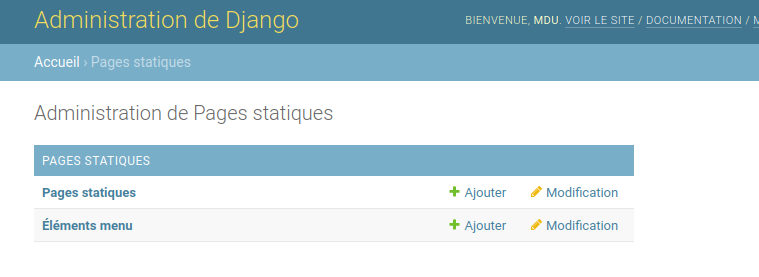 Administration de Django
BIENVENUE, MDU. VOIR LE SITE / DOCUMENTATION /
Accueil › Pages statiques
Administration de Pages statiques
PAGES STATIQUES
Pages statiques Ajouter Modification
Éléments menu Ajouter Modification